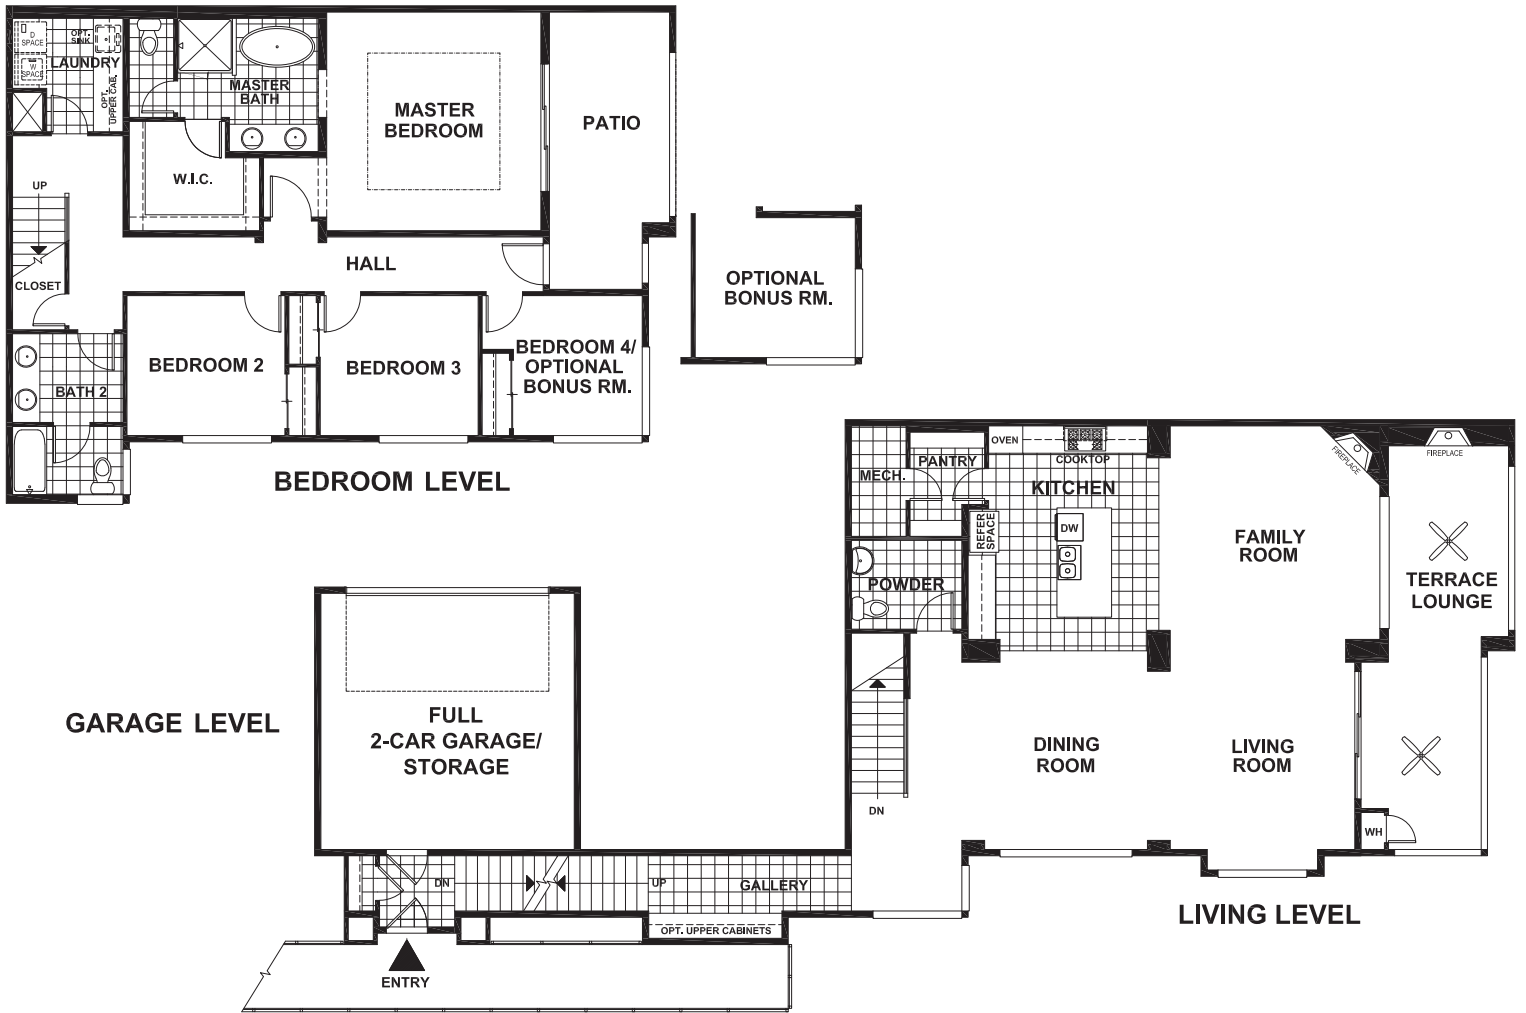 D
SPACE
OPT.
SINK
LAUNDRY
W
SPACE
OPT.
UPPER CAB.
MASTER
BATH
MASTER
BEDROOM
PATIO
W.I.C.
UP
CLOSET
HALL
OPTIONAL
BONUS RM.
BEDROOM 2
BEDROOM 3
BEDROOM 4/
OPTIONAL
BONUS RM.
BATH 2
BEDROOM LEVEL
OVEN
COOKTOP
PANTRY
MECH.
KITCHEN
REFER
SPACE
DW
FIREPLACE
FIREPLACE
FAMILY
ROOM
TERRACE
LOUNGE
POWDER
GARAGE LEVEL
FULL
2-CAR GARAGE/
STORAGE
DINING
ROOM
LIVING
ROOM
DN
WH
DN
UP
GALLERY
OPT. UPPER CABINETS
LIVING LEVEL
ENTRY